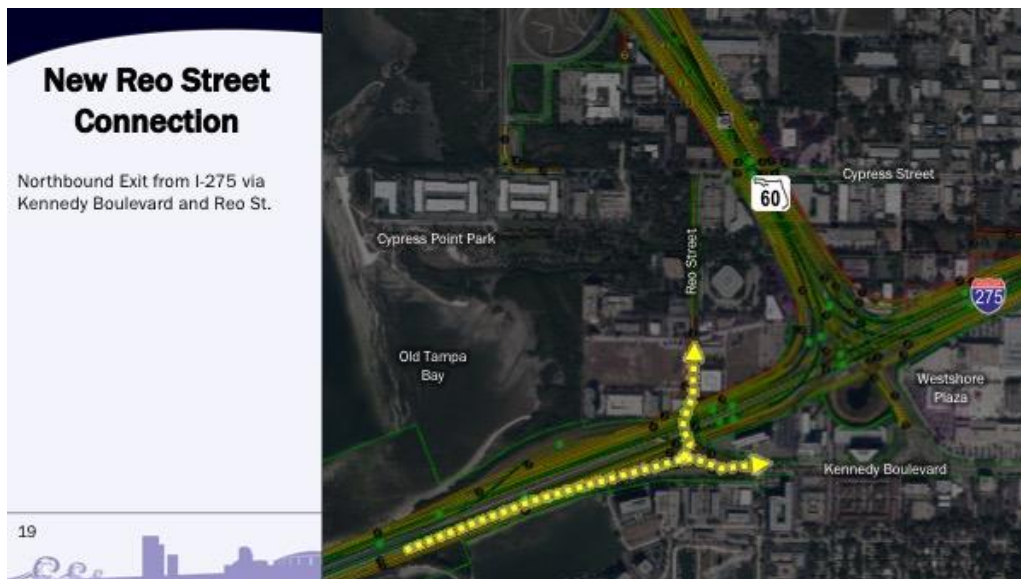 New Reo Street
Connection
Northbound Exit from I-275 via
Kennedy Boulevard and Reo St.
19
Cypress Street
60
Cypress Point Park
Reo Street
275
Old Tampa
Bay
Westshore
Plaza
Kennedy Boulevard